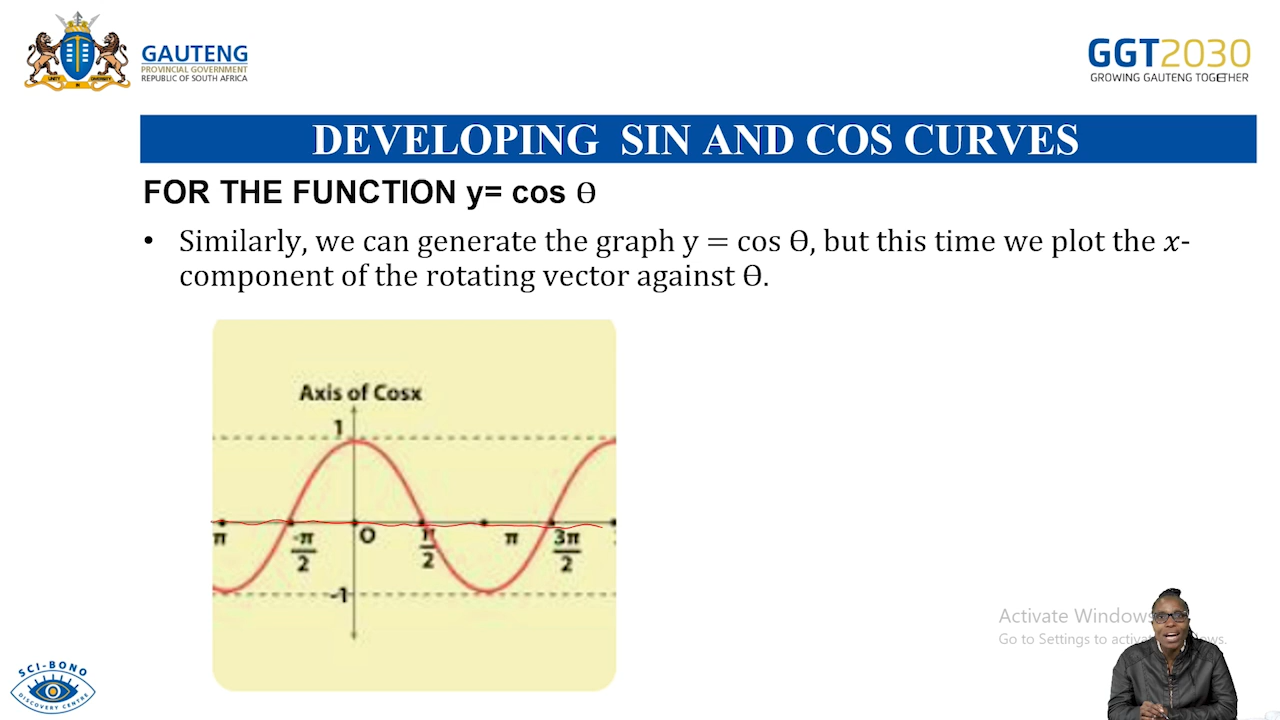 GAUTENG
PROVINCIAL GOVERNMENT
REPUBLIC OF SOUTH AFRICA
GGT2030
GROWING GAUTENG TOGETHER
DEVELOPING SIN AND COS CURVES
FOR THE FUNCTION y= cos ϴ
• Similarly, we can generate the graph y = cos ϴ, but this time we plot the x-
component of the rotating vector against ϴ.
Axis of Cosx
1
π
-π/2
O
π/2
π
3π/2
-1
Activate Windows
Go to Settings to
SCI-BONO
DISCOVERY CENTRE